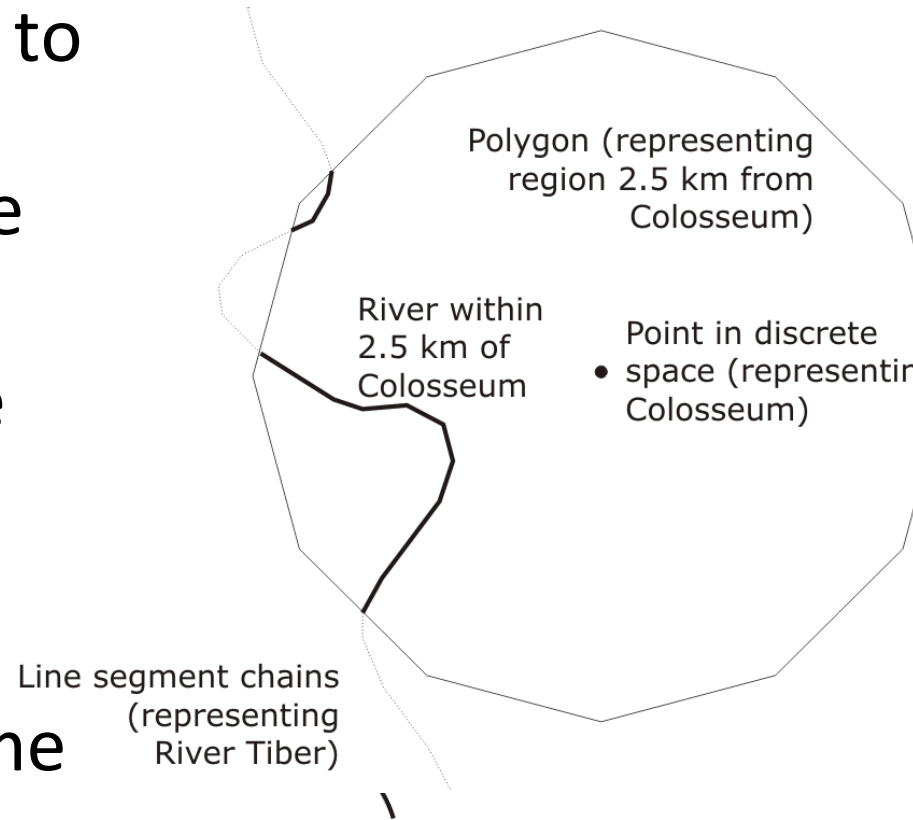 to
Polygon (representing
region 2.5 km from
Colosseum)
e
River within
2.5 km of
Colosseum
Point in discrete
space (representin
Colosseum)
e
Line segment chains
(representing
River Tiber)
ne